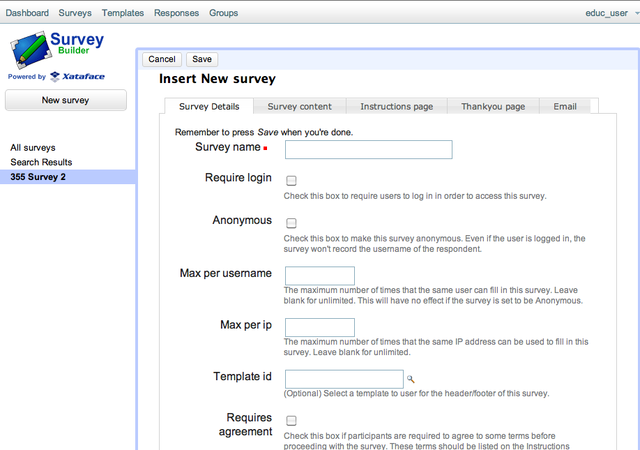 Dashboard Surveys Templates Responses Groups educ_user
Survey
Builder
Powered by Xataface
New survey
All surveys
Search Results
355 Survey 2
Cancel Save
Insert New survey
Survey Details Survey content Instructions page Thankyou page Email
Remember to press Save when you're done.
Survey name
Require login
Check this box to require users to log in in order to access this survey.
Anonymous
Check this box to make this survey anonymous. Even if the user is logged in, the
survey won't record the username of the respondent.
Max per username
The maximum number of times that the same user can fill in this survey. Leave
blank for unlimited. This will have no effect if the survey is set to be Anonymous.
Max per ip
The maximum number of times that the same IP address can be used to fill in this
survey. Leave blank for unlimited.
Template id
(Optional) Select a template to user for the header/footer of this survey.
Requires
agreement
Check this box if participants are required to agree to some terms before
proceeding with the survey. These terms should be listed on the Instructions